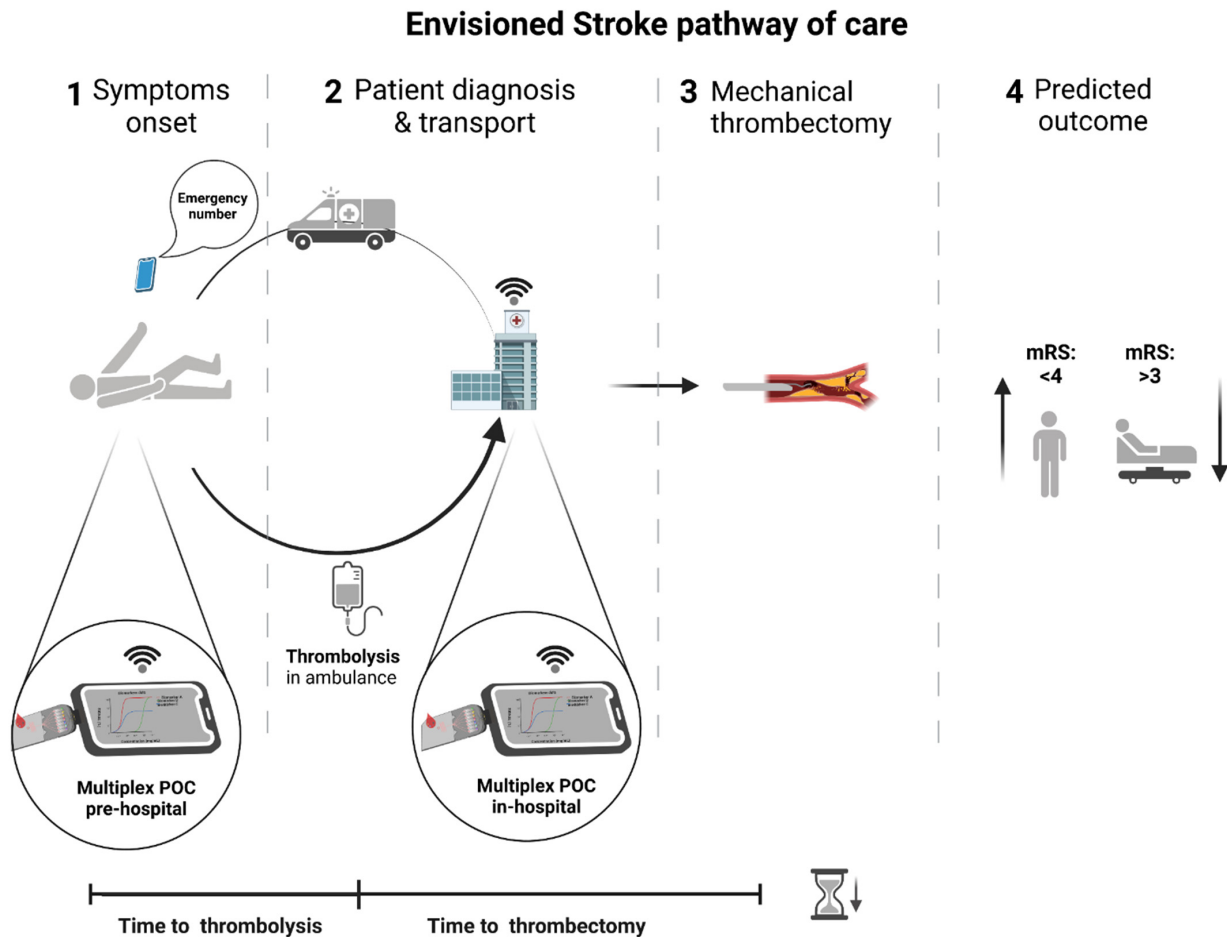 Envisioned Stroke pathway of care
1 Symptoms
onset
2 Patient diagnosis
& transport
3 Mechanical
thrombectomy
4 Predicted
outcome
Emergency
number
mRS:
<4
mRS:
>3
Thrombolysis
in ambulance
Multiplex POC
pre-hospital
Multiplex POC
in-hospital
Time to thrombolysis
Time to thrombectomy